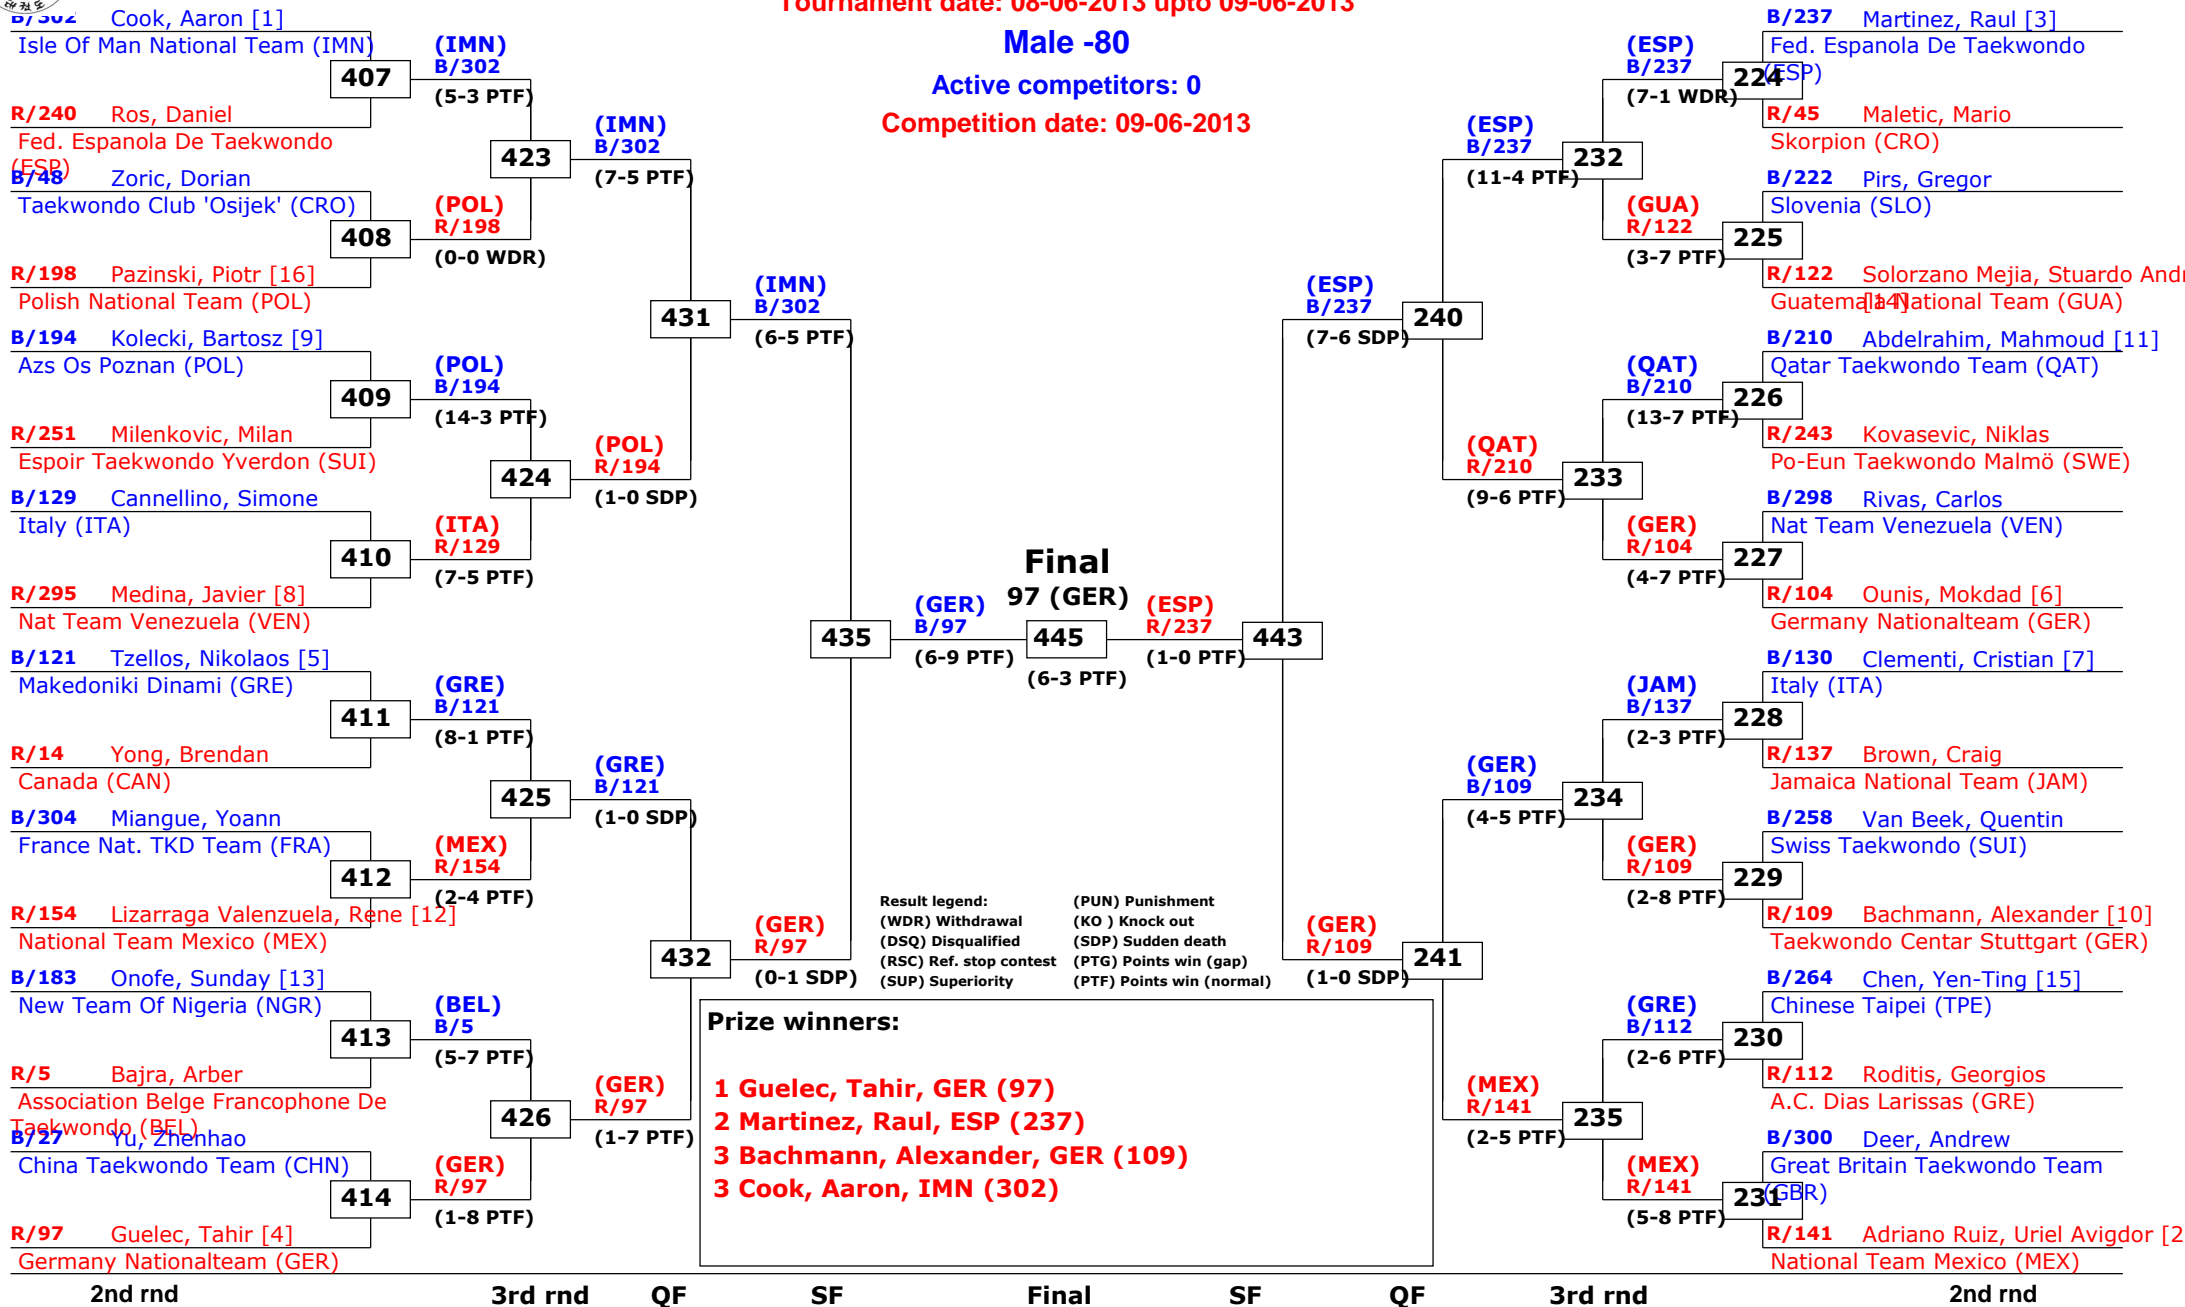 Tournament date: 08-06-2013 upto 09-06-2013
Male -80
Active competitors: 0
Competition date: 09-06-2013
B/302 Cook, Aaron [1]
Isle Of Man National Team (IMN)
407
R/240 Ros, Daniel
Fed. Espanola De Taekwondo
(ESP)
B/48 Zoric, Dorian
Taekwondo Club 'Osijek' (CRO)
408
R/198 Pazinski, Piotr [16]
Polish National Team (POL)
B/194 Kolecki, Bartosz [9]
Azs Os Poznan (POL)
409
R/251 Milenkovic, Milan
Espoir Taekwondo Yverdon (SUI)
B/129 Cannellino, Simone
Italy (ITA)
410
R/295 Medina, Javier [8]
Nat Team Venezuela (VEN)
B/121 Tzellos, Nikolaos [5]
Makedoniki Dinami (GRE)
411
R/14 Yong, Brendan
Canada (CAN)
B/304 Miangue, Yoann
France Nat. TKD Team (FRA)
412
R/154 Lizarraga Valenzuela, Rene [12]
National Team Mexico (MEX)
B/183 Onofe, Sunday [13]
New Team Of Nigeria (NGR)
413
R/5 Bajra, Arber
Association Belge Francophone De
Taekwondo (BEL)
B/27 Yu, Zhenhao
China Taekwondo Team (CHN)
414
R/97 Guelec, Tahir [4]
Germany Nationalteam (GER)
(IMN)
B/302
(5-3 PTF)
423
(POL)
R/198
(0-0 WDR)
(POL)
B/194
(14-3 PTF)
424
(ITA)
R/129
(7-5 PTF)
(GRE)
B/121
(8-1 PTF)
425
(MEX)
R/154
(2-4 PTF)
(BEL)
B/5
(5-7 PTF)
426
(GER)
R/97
(1-8 PTF)
(IMN)
B/302
(7-5 PTF)
431
(POL)
R/194
(1-0 SDP)
(GRE)
B/121
(1-0 SDP)
432
(GER)
R/97
(1-7 PTF)
(IMN)
B/302
(6-5 PTF)
435
(GER)
R/97
(0-1 SDP)
(GER)
B/97
(6-9 PTF)
Final
97 (GER)
445
(6-3 PTF)
(ESP)
R/237
(1-0 PTF)
443
(ESP)
B/237
(7-6 SDP)
240
(GER)
R/109
(1-0 SDP)
241
(ESP)
B/237
(11-4 PTF)
232
(QAT)
R/210
(9-6 PTF)
233
(GER)
B/109
(4-5 PTF)
234
(MEX)
R/141
(2-5 PTF)
235
(ESP)
B/237
(7-1 WDR)
(GUA)
R/122
(3-7 PTF)
(QAT)
B/210
(13-7 PTF)
(GER)
R/104
(4-7 PTF)
(JAM)
B/137
(2-3 PTF)
(GER)
R/109
(2-8 PTF)
(GRE)
B/112
(2-6 PTF)
(MEX)
R/141
(5-8 PTF)
B/237 Martinez, Raul [3]
Fed. Espanola De Taekwondo
(ESP)
224
R/45 Maletic, Mario
Skorpion (CRO)
B/222 Pirs, Gregor
Slovenia (SLO)
225
R/122 Solorzano Mejia, Stuardo Andr
[14]
Guatemala National Team (GUA)
B/210 Abdelrahim, Mahmoud [11]
Qatar Taekwondo Team (QAT)
226
R/243 Kovasevic, Niklas
Po-Eun Taekwondo Malmö (SWE)
B/298 Rivas, Carlos
Nat Team Venezuela (VEN)
227
R/104 Ounis, Mokdad [6]
Germany Nationalteam (GER)
B/130 Clementi, Cristian [7]
Italy (ITA)
228
R/137 Brown, Craig
Jamaica National Team (JAM)
B/258 Van Beek, Quentin
Swiss Taekwondo (SUI)
229
R/109 Bachmann, Alexander [10]
Taekwondo Centar Stuttgart (GER)
B/264 Chen, Yen-Ting [15]
Chinese Taipei (TPE)
230
R/112 Roditis, Georgios
A.C. Dias Larissas (GRE)
B/300 Deer, Andrew
Great Britain Taekwondo Team
(GBR)
231
R/141 Adriano Ruiz, Uriel Avigdor [2
National Team Mexico (MEX)
Result legend:
(WDR) Withdrawal
(DSQ) Disqualified
(RSC) Ref. stop contest
(SUP) Superiority
(PUN) Punishment
(KO ) Knock out
(SDP) Sudden death
(PTG) Points win (gap)
(PTF) Points win (normal)
Prize winners:
1 Guelec, Tahir, GER (97)
2 Martinez, Raul, ESP (237)
3 Bachmann, Alexander, GER (109)
3 Cook, Aaron, IMN (302)
2nd rnd 3rd rnd QF SF Final SF QF 3rd rnd 2nd rnd